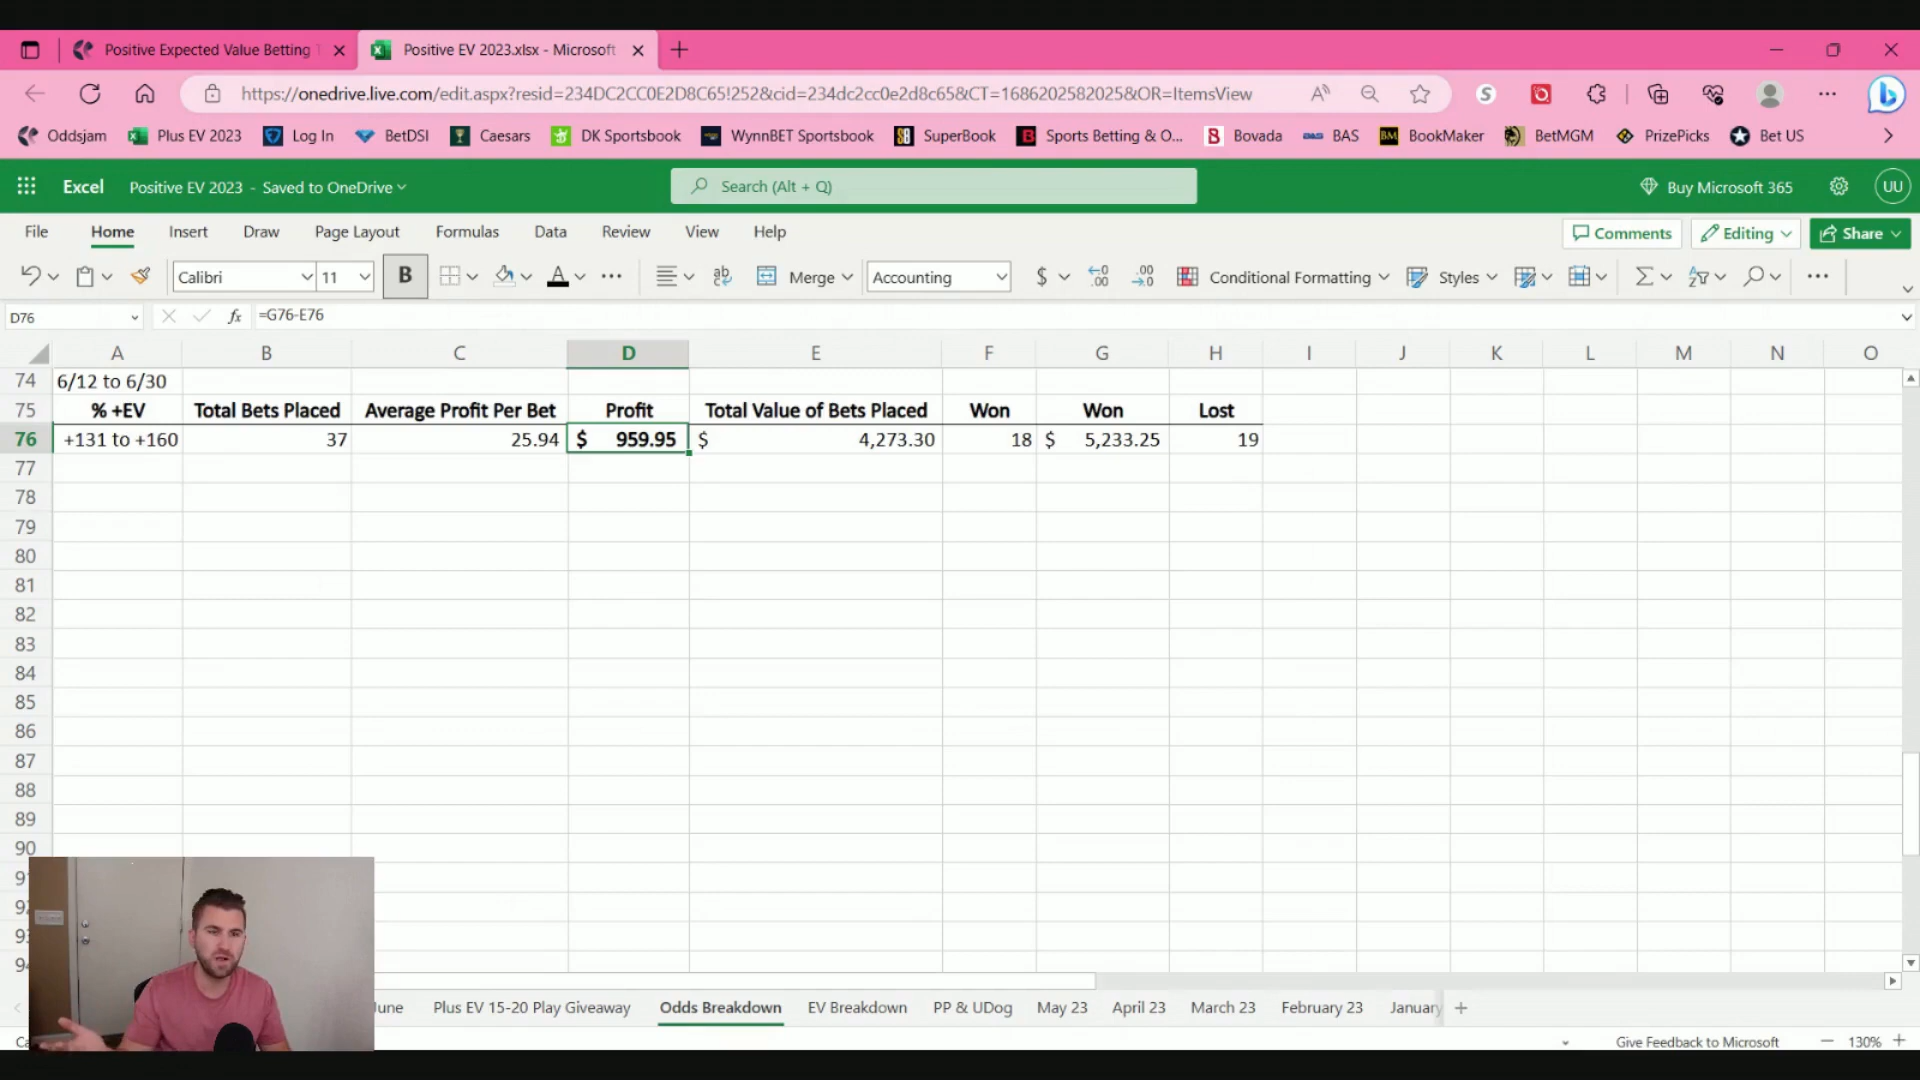 Positive Expected Value Betting T
Positive EV 2023.xlsx - Microsoft
https://onedrive.live.com/edit.aspx?resid=234DC2CC0E2D8C65!252&cid=234dc2cc0e2d8c65&CT=1686202582025&OR=ItemsView
Oddsjam Plus EV 2023 Log In BetDSI Caesars DK Sportsbook WynnBET Sportsbook SuperBook Sports Betting & O... Bovada BAS BookMaker BetMGM PrizePicks Bet US
Excel Positive EV 2023 - Saved to OneDrive Search (Alt + Q) Buy Microsoft 365 UU
File Home Insert Draw Page Layout Formulas Data Review View Help Comments Editing Share
Calibri 11 B A ... ab Merge Accounting $ Conditional Formatting Styles
D76 fx =G76-E76
A B C D E F G H I J K L M N O
74 6/12 to 6/30
75 % +EV Total Bets Placed Average Profit Per Bet Profit Total Value of Bets Placed Won Won Lost
76 +131 to +160 37 25.94 $ 959.95 $ 4,273.30 18 $ 5,233.25 19
77
78
79
80
81
82
83
84
85
86
87
88
89
90
June Plus EV 15-20 Play Giveaway Odds Breakdown EV Breakdown PP & UDog May 23 April 23 March 23 February 23 January
Give Feedback to Microsoft 130%